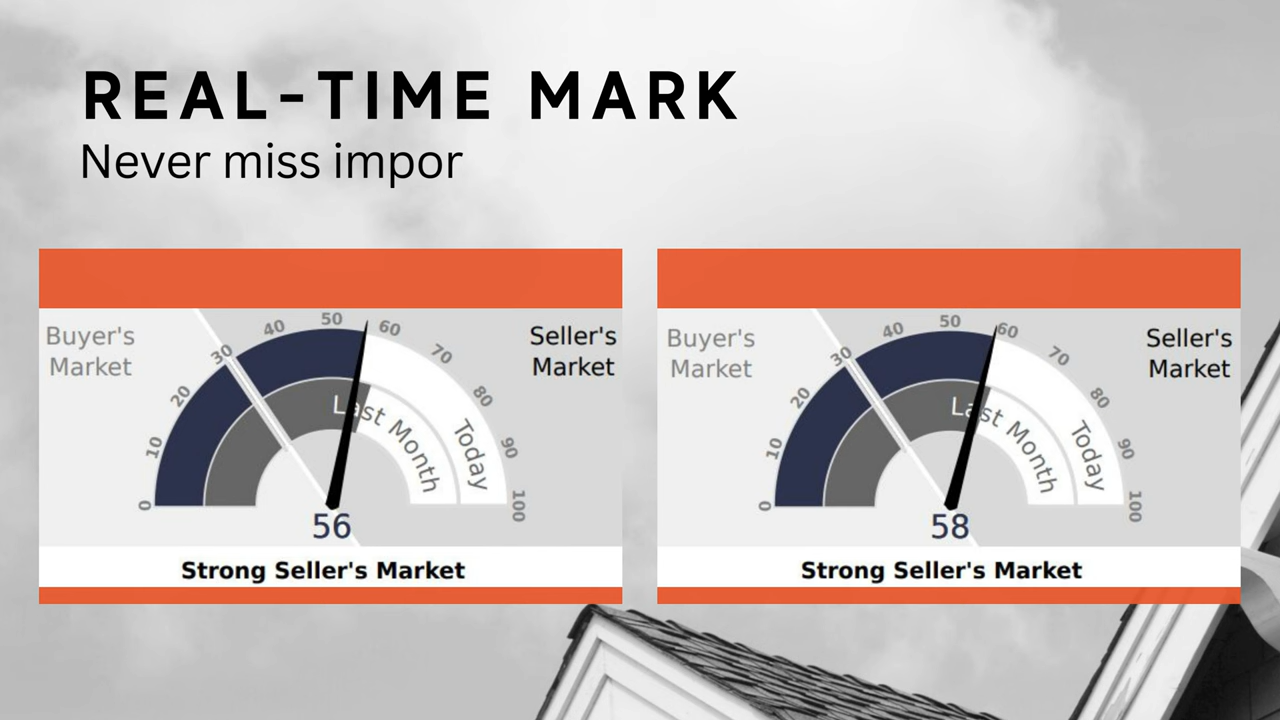 REAL-TIME MARK
Never miss impor
Buyer's
Market
Seller's
Market
0
10
20
30
40
50
60
70
80
90
100
Last Month
Today
56
Strong Seller's Market
Buyer's
Market
Seller's
Market
0
10
20
30
40
50
60
70
80
90
100
Last Month
Today
58
Strong Seller's Market